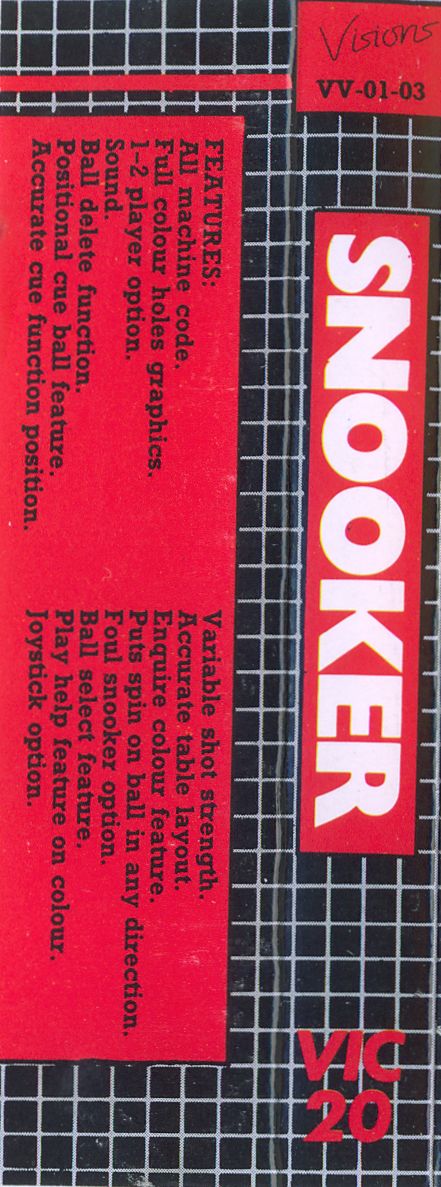 Visions
VV-01-03
SNOOKER
VIC
20
FEATURES:
All machine code.
Full colour holes graphics.
1-2 player option.
Sound.
Ball delete function.
Positional cue ball feature.
Accurate cue function position.
Variable shot strength.
Accurate table layout.
Enquire colour feature.
Puts spin on ball in any direction.
Foul snooker option.
Ball select feature.
Play help feature on colour.
Joystick option.